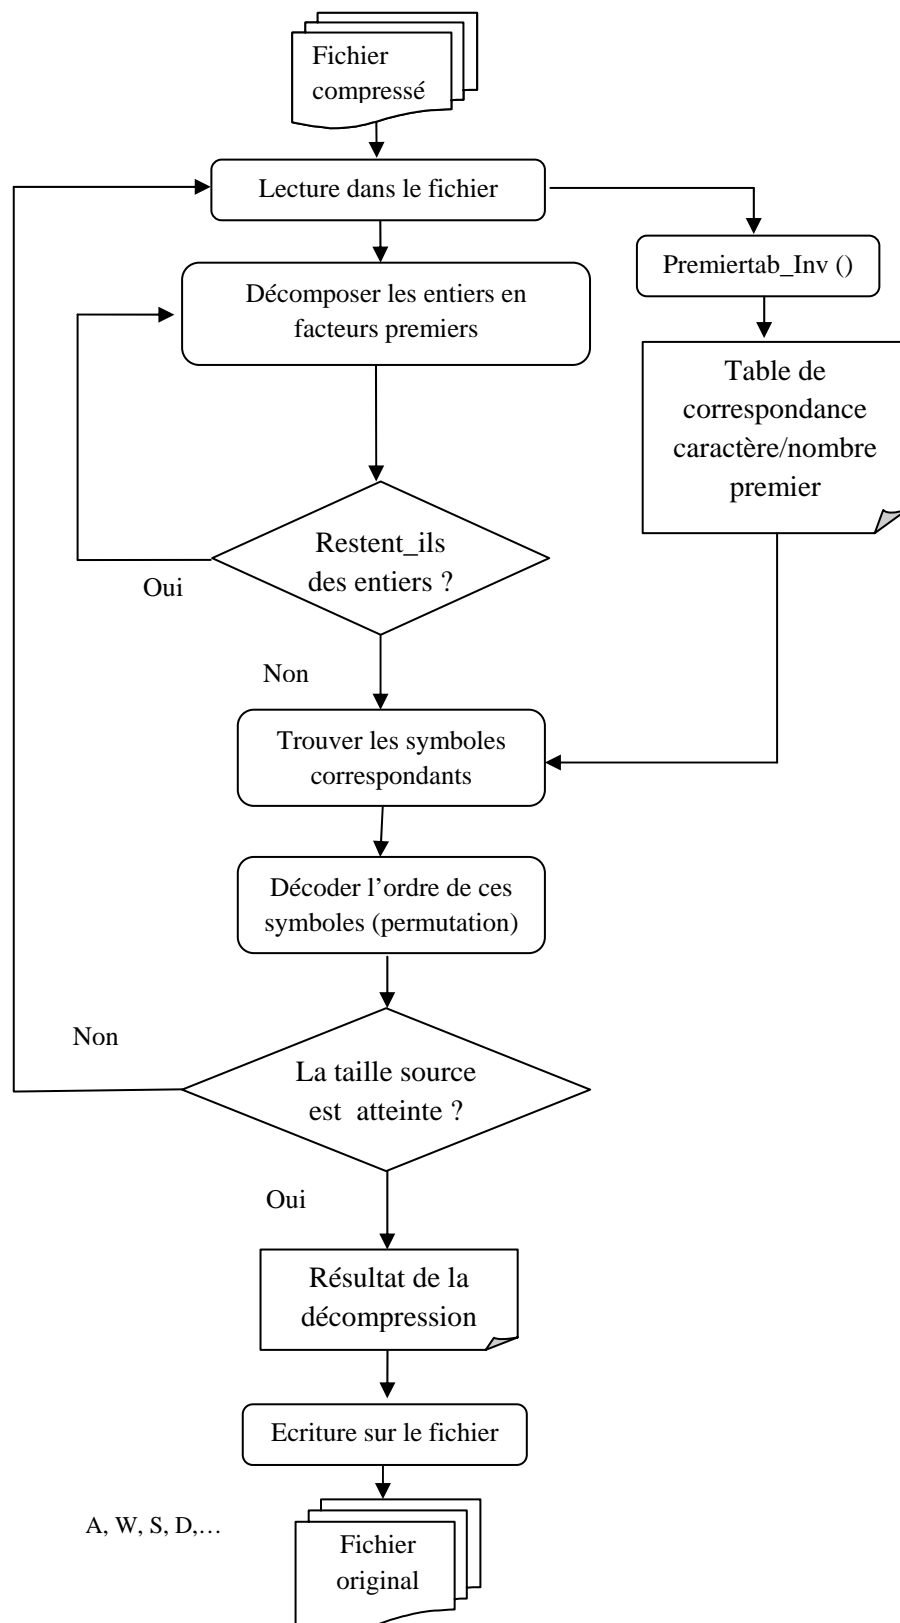 Fichier
compressé
Lecture dans le fichier
Premiertab_Inv ()
Décomposer les entiers en
facteurs premiers
Table de
correspondance
caractère/nombre
premier
Restent_ils
des entiers ?
Oui
Non
Trouver les symboles
correspondants
Décoder l’ordre de ces
symboles (permutation)
Non
La taille source
est atteinte ?
Oui
Résultat de la
décompression
Ecriture sur le fichier
A, W, S, D,…
Fichier
original